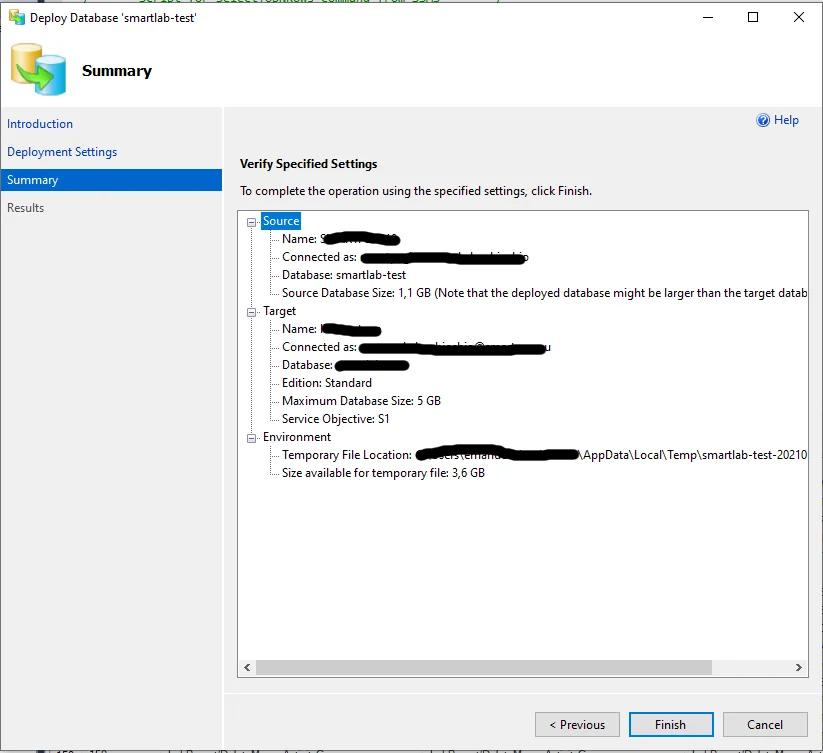 Deploy Database 'smartlab-test'
Summary
Introduction
Deployment Settings
Summary
Results
Help
Verify Specified Settings
To complete the operation using the specified settings, click Finish.
Source
Name:
Connected as:
Database: smartlab-test
Source Database Size: 1,1 GB (Note that the deployed database might be larger than the target datab
Target
Name:
Connected as:
Database:
Edition: Standard
Maximum Database Size: 5 GB
Service Objective: S1
Environment
Temporary File Location: \AppData\Local\Temp\smartlab-test-20210
Size available for temporary file: 3,6 GB
< Previous
Finish
Cancel